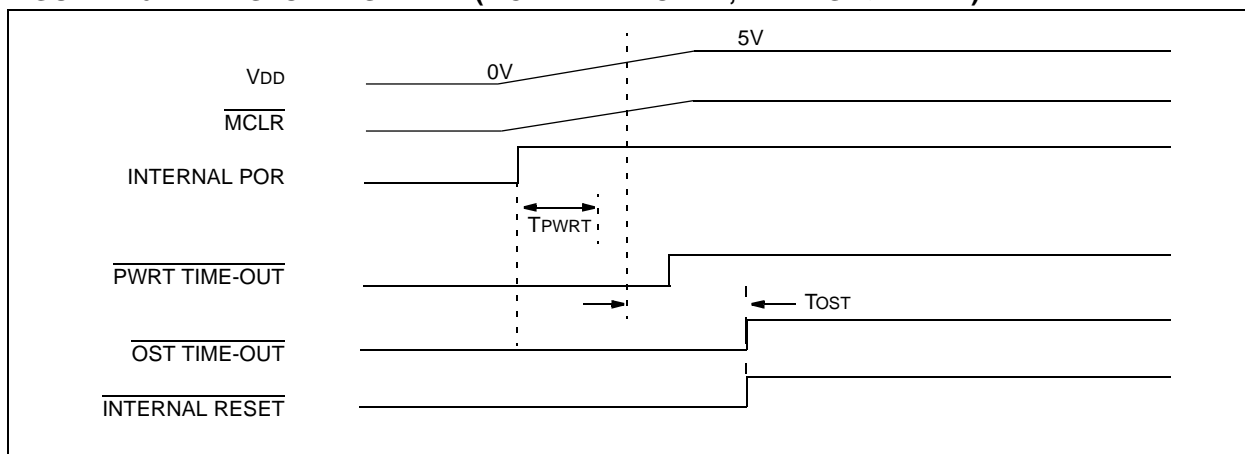 5V
0V
VDD
MCLR
INTERNAL POR
TPWRT
PWRT TIME-OUT
TOST
OST TIME-OUT
INTERNAL RESET